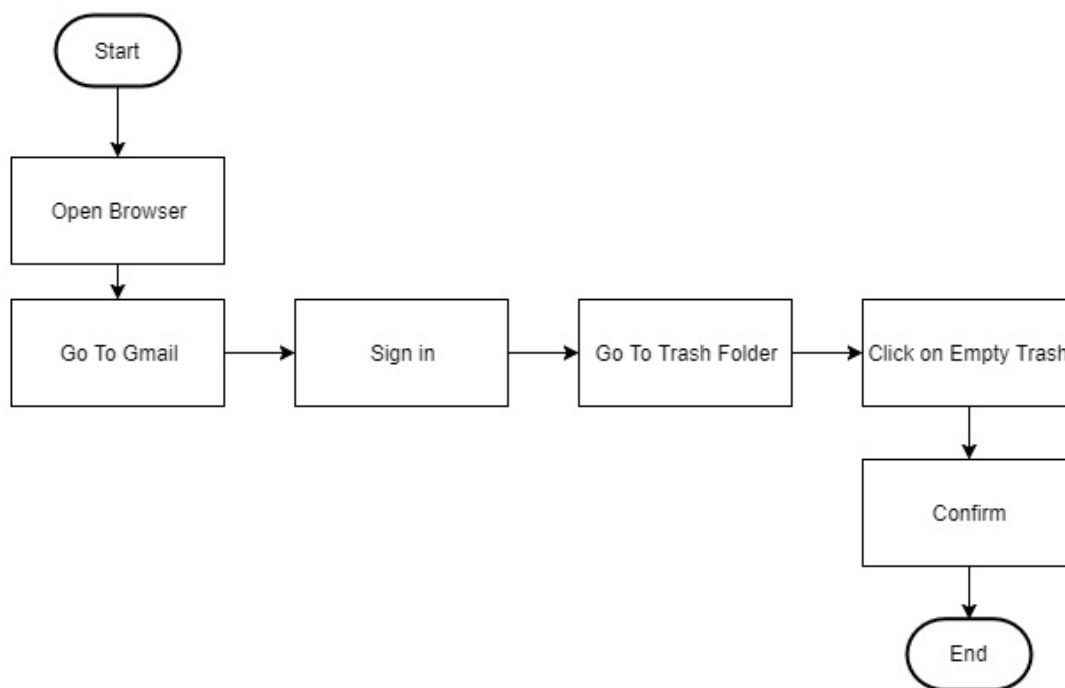 Start
Open Browser
Go To Gmail
Sign in
Go To Trash Folder
Click on Empty Trash
Confirm
End